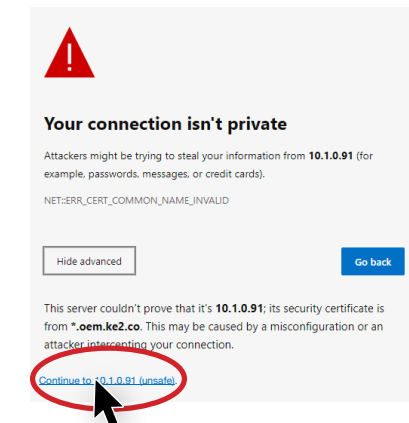 Your connection isn't private
Attackers might be trying to steal your information from 10.1.0.91 (for
example, passwords, messages, or credit cards).
NET::ERR_CERT_COMMON_NAME_INVALID
Hide advanced
Go back
This server couldn't prove that it's 10.1.0.91; its security certificate is
from *.oem.ke2.co. This may be caused by a misconfiguration or an
attacker intercepting your connection.
Continue to 10.1.0.91 (unsafe).